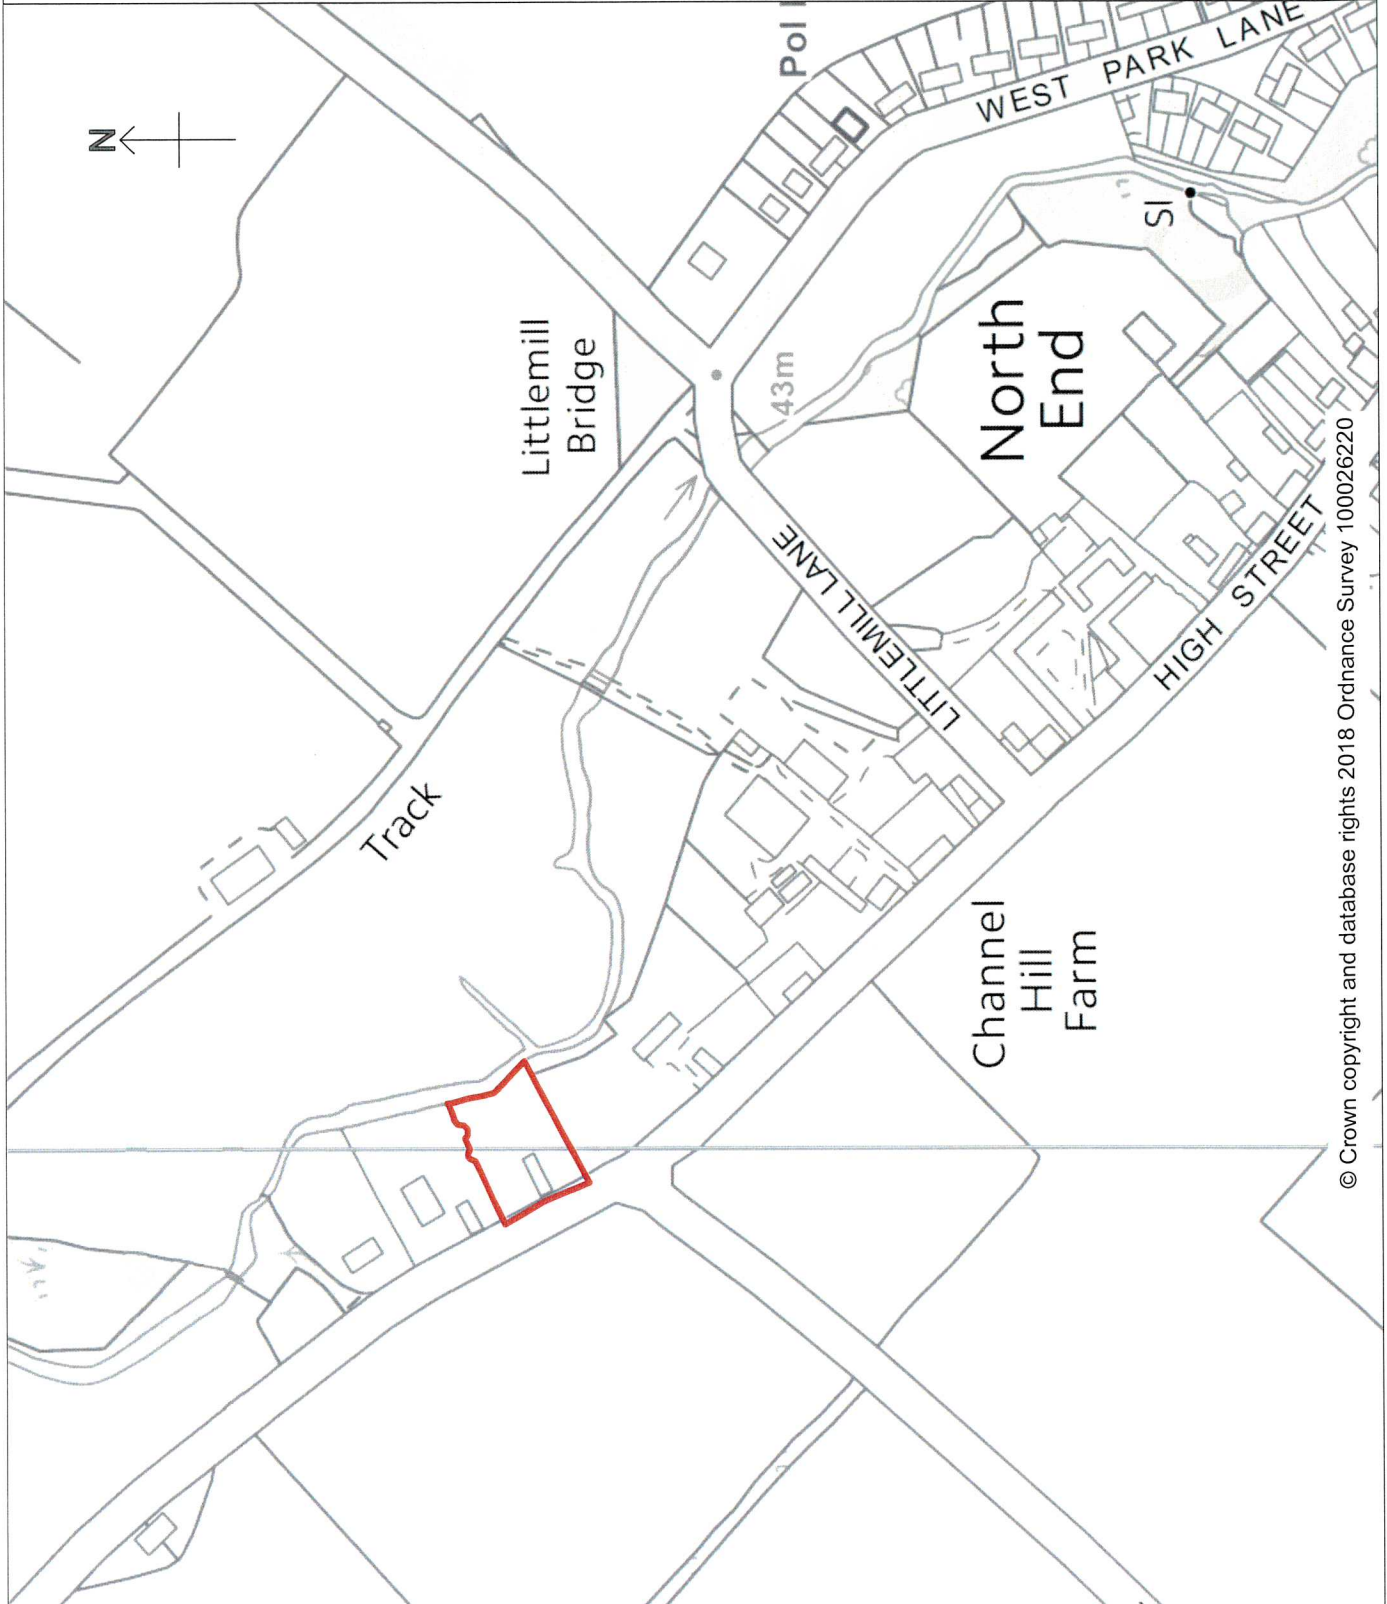 N
Pol
WEST PARK LANE
Littlemill
Bridge
43m
Sl
North
End
LITTLEMILL LANE
HIGH STREET
Track
Channel
Hill
Farm
© Crown copyright and database rights 2018 Ordnance Survey 100026220